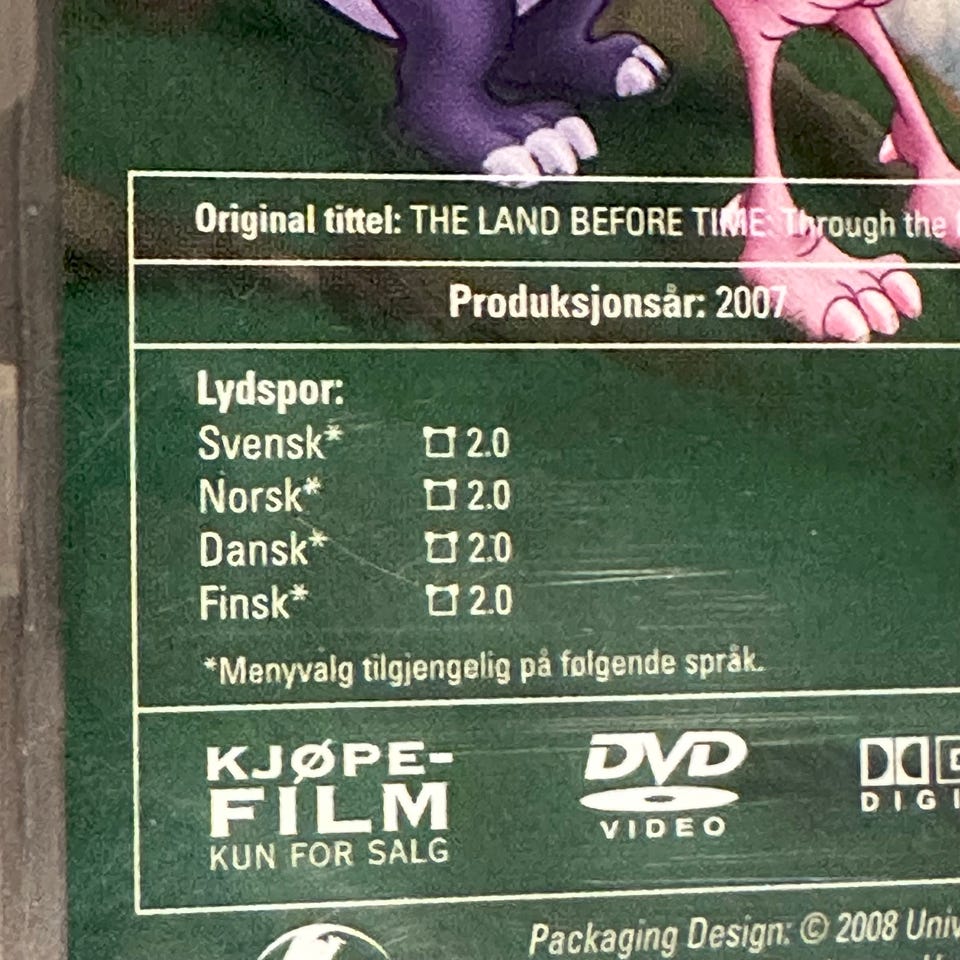 Original tittel: THE LAND BEFORE TIME: Through the
Produksjonsår: 2007
Lydspor:
Svensk* 2.0
Norsk* 2.0
Dansk* 2.0
Finsk* 2.0
*Menyvalg tilgjengelig på følgende språk.
KJØPE-
FILM
KUN FOR SALG
DVD
VIDEO
DIGI
Packaging Design: © 2008 Univ